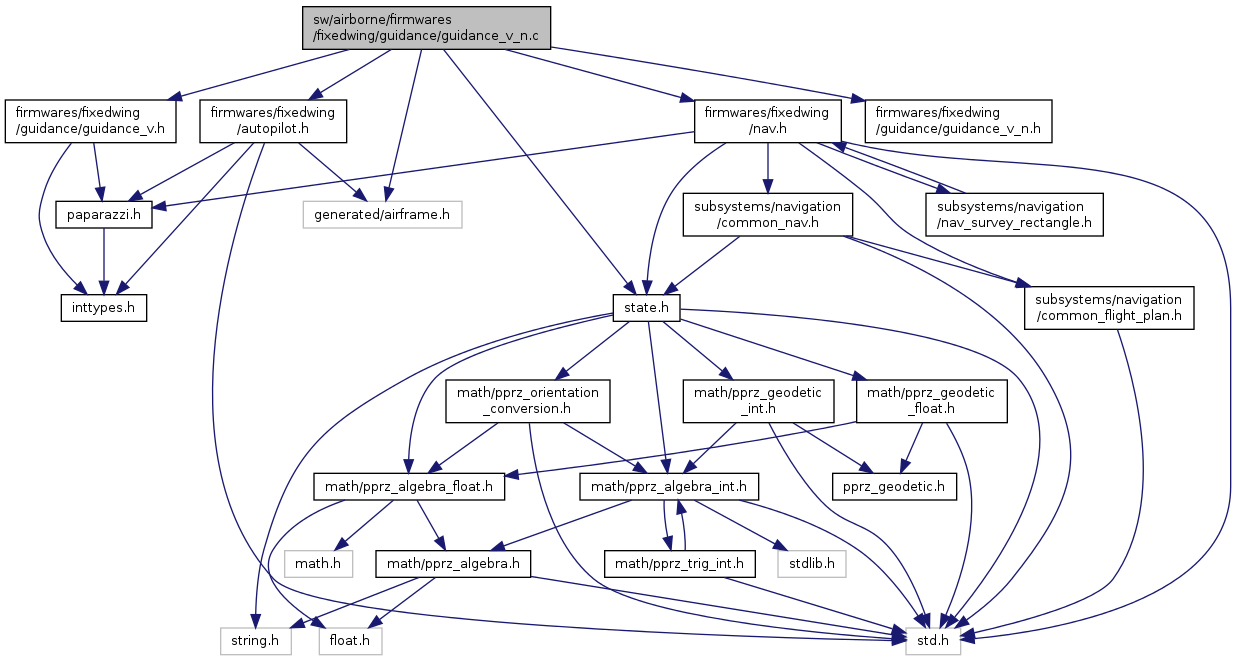 sw/airborne/firmwares
/fixedwing/guidance/guidance_v_n.c
firmwares/fixedwing
/guidance/guidance_v.h
firmwares/fixedwing
/autopilot.h
firmwares/fixedwing
/nav.h
firmwares/fixedwing
/guidance/guidance_v_n.h
paparazzi.h
generated/airframe.h
subsystems/navigation
/common_nav.h
subsystems/navigation
/nav_survey_rectangle.h
inttypes.h
state.h
subsystems/navigation
/common_flight_plan.h
math/pprz_orientation
_conversion.h
math/pprz_geodetic
_int.h
math/pprz_geodetic
_float.h
math/pprz_algebra_float.h
math/pprz_algebra_int.h
pprz_geodetic.h
math.h
math/pprz_algebra.h
math/pprz_trig_int.h
stdlib.h
string.h
float.h
std.h